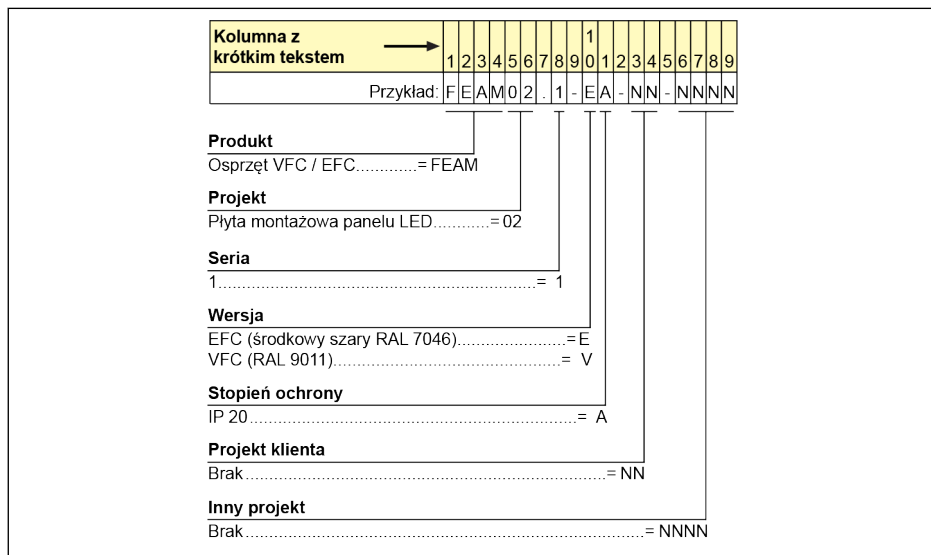 Kolumna z
krótkim tekstem
1 2 3 4 5 6 7 8 9 1 0 1 2 3 4 5 6 7 8 9
Przykład: F E A M 0 2 . 1 - E A - N N - N N N N
Produkt
Osprzęt VFC / EFC.............= FEAM
Projekt
Płyta montażowa panelu LED............= 02
Seria
1....................................................................= 1
Wersja
EFC (środkowy szary RAL 7046).......................=E
VFC (RAL 9011)................................................= V
Stopień ochrony
IP 20......................................................................= A
Projekt klienta
Brak.............................................................................= NN
Inny projekt
Brak.....................................................................................= NNNN